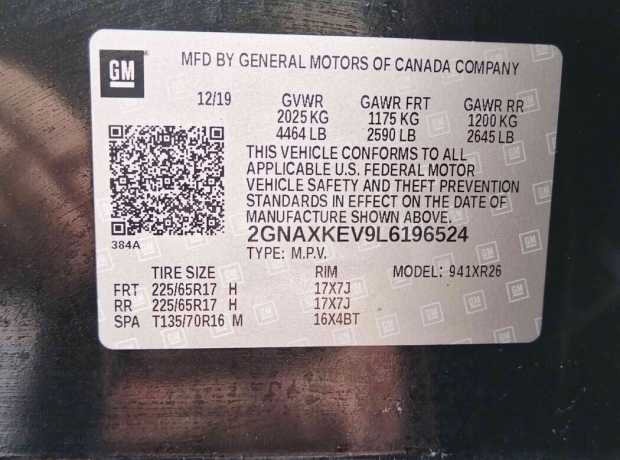 GM
MFD BY GENERAL MOTORS OF CANADA COMPANY
12/19 GVWR GAWR FRT GAWR RR
2025 KG 1175 KG 1200 KG
4464 LB 2590 LB 2645 LB
THIS VEHICLE CONFORMS TO ALL
APPLICABLE U.S. FEDERAL MOTOR
VEHICLE SAFETY AND THEFT PREVENTION
STANDARDS IN EFFECT ON THE DATE OF
MANUFACTURE SHOWN ABOVE.
384A
2GNAXKEV9L6196524
TYPE: M.P.V.
TIRE SIZE RIM MODEL: 941XR26
FRT 225/65R17 H 17X7J
RR 225/65R17 H 17X7J
SPA T135/70R16 M 16X4BT